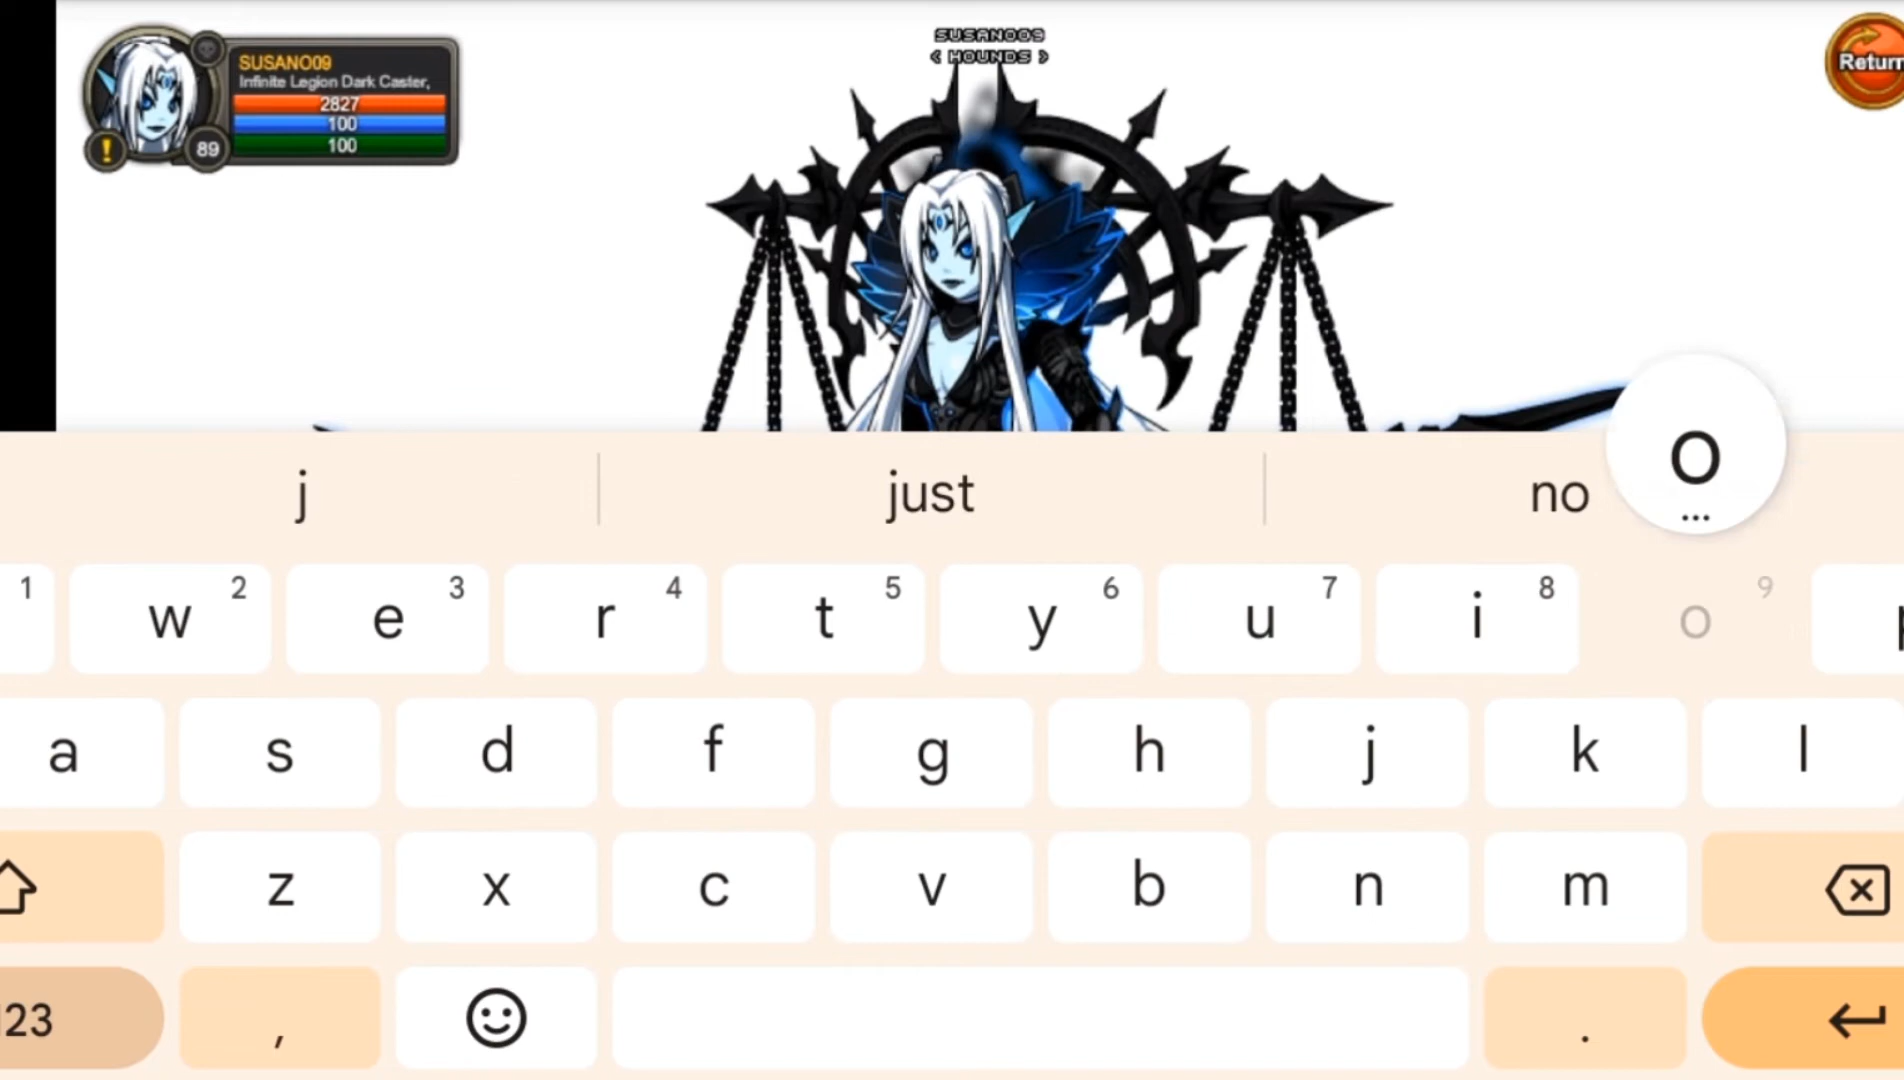 SUSANO09
< HOUNDS >
Return
SUSANO09
Infinite Legion Dark Caster,
2827
100
100
! 89
j just no o
...
1 2 3 4 5 6 7 8 9
w e r t y u i o
a s d f g h j k l
z x c v b n m
123 , .